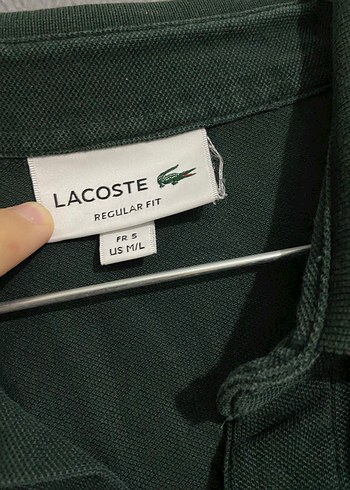 LACOSTE
REGULAR FIT
FR 5
US M/L